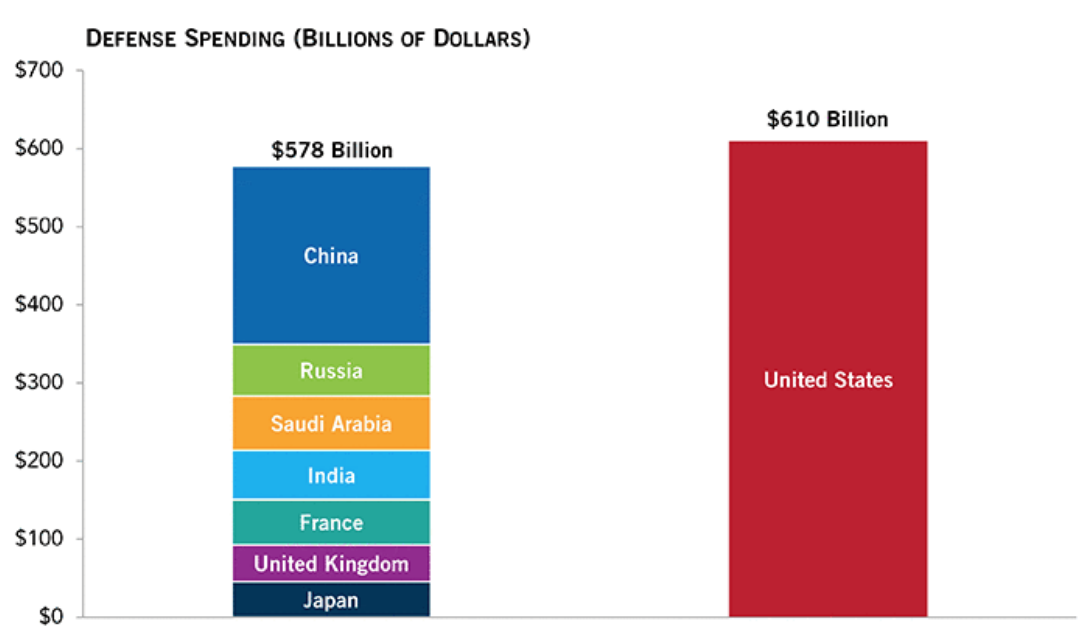 DEFENSE SPENDING (BILLIONS OF DOLLARS)
$700
$600
$500
$400
$300
$200
$100
$0
$578 Billion
China
Russia
Saudi Arabia
India
France
United Kingdom
Japan
$610 Billion
United States